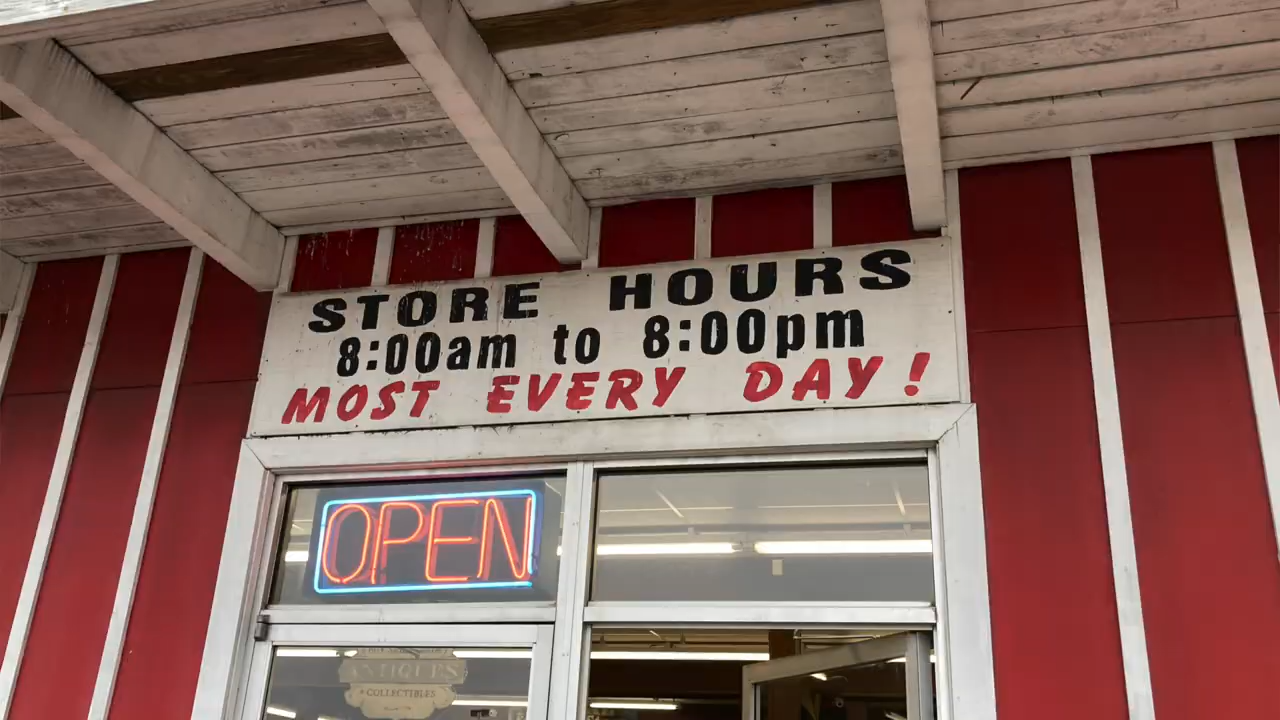 STORE HOURS
8:00am to 8:00pm
MOST EVERY DAY!
OPEN
ANTIQUES
COLLECTIBLES